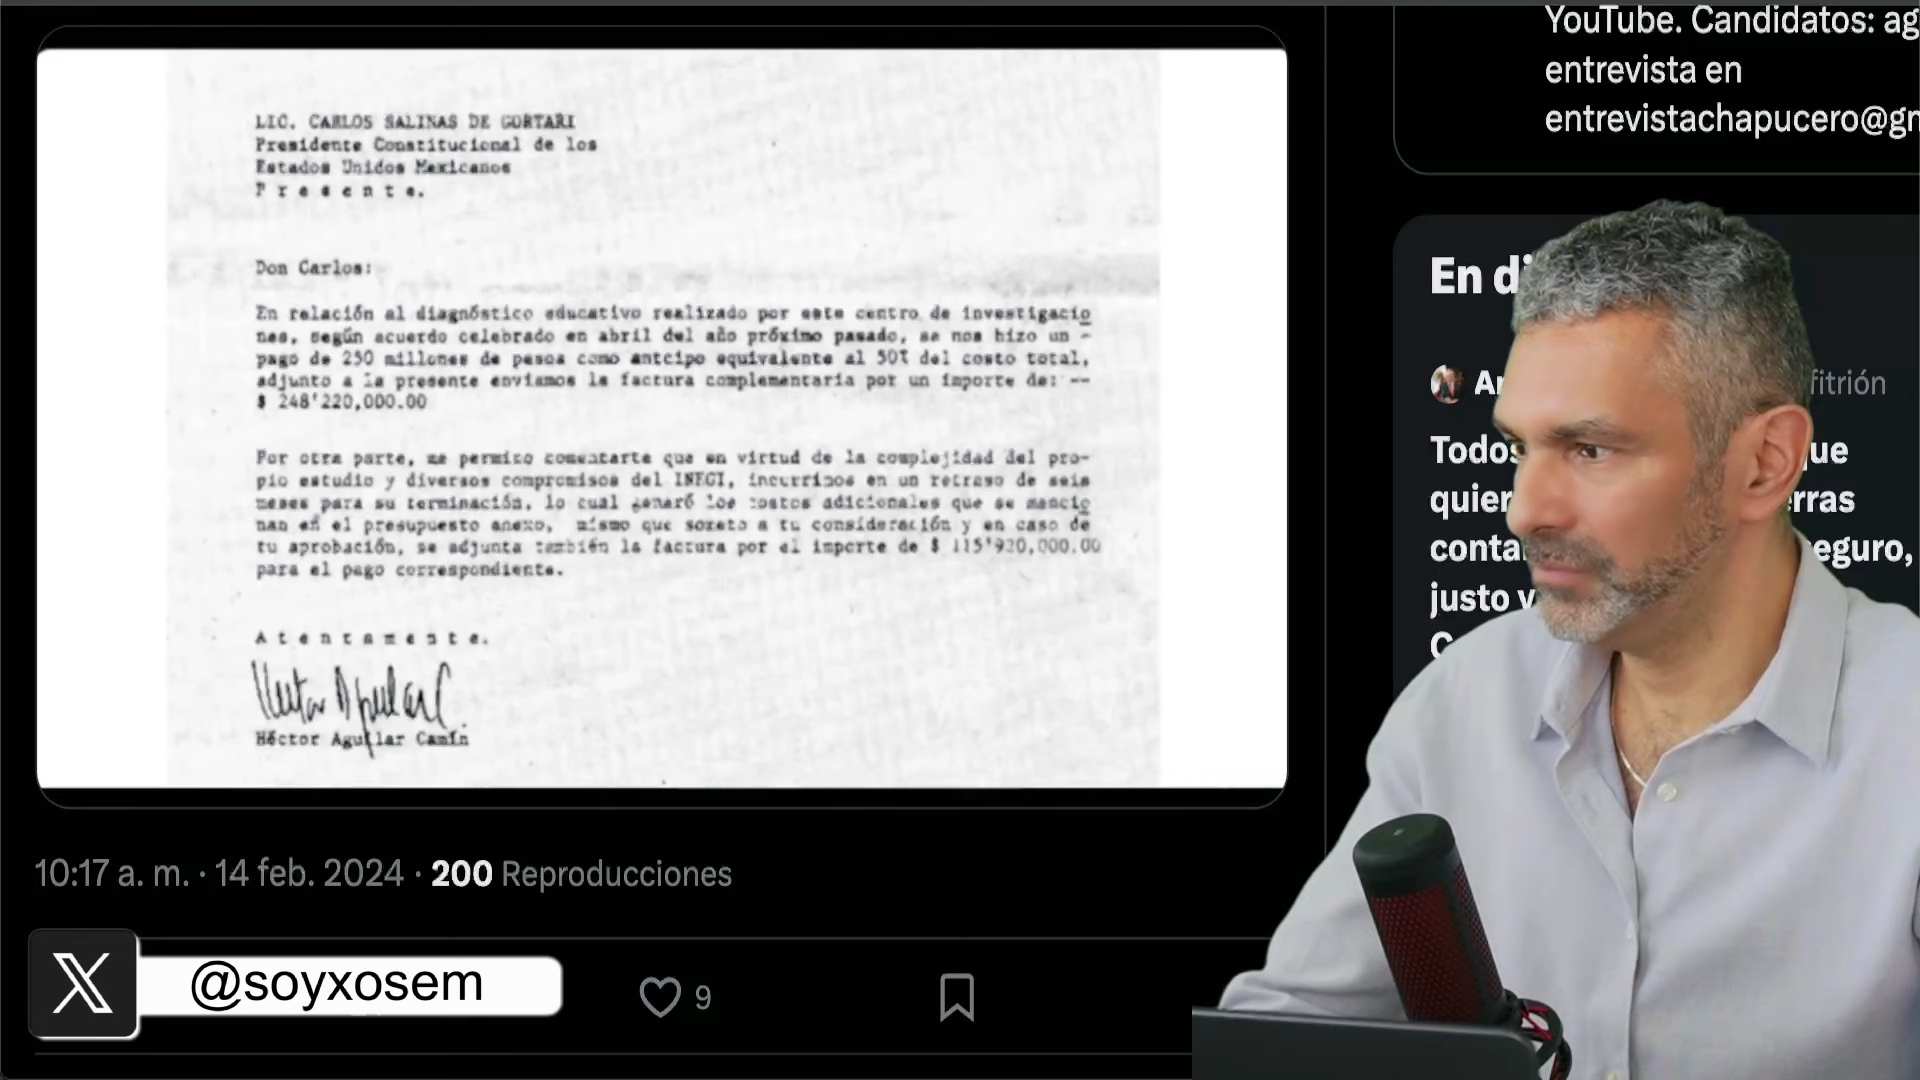 LIC. CARLOS SALINAS DE GORTARI
Presidente Constitucional de los
Estados Unidos Mexicanos
P r e s e n t e.
Don Carlos:
En relación al diagnóstico educativo realizado por este centro de investigacio
nes, según acuerdo celebrado en abril del año próximo pasado, se nos hizo un -
pago de 250 millones de pesos como antcipo equivalente al 50% del costo total,
adjunto a la presente enviamos la factura complementaria por un importe de: --
$ 248'220,000.00
Por otra parte, me permito comentarte que en virtud de la complejidad del pro-
pio estudio y diversos compromisos del INEGI, incurrimos en un retraso de seis
meses para su terminación, lo cual generó los costos adicionales que se mencio
nan en el presupuesto anexo, mismo que someto a tu consideración y en caso de
tu aprobación, se adjunta también la factura por el importe de $ 115'920,000.00
para el pago correspondiente.
A t e n t a m e n t e.
Héctor Aguilar Camín
10:17 a. m. · 14 feb. 2024 · 200 Reproducciones
X @soyxosem
9
YouTube. Candidatos: ag
entrevista en
entrevistachapucero@gm
En di
Ar fitrión
Todos que
quier erras
conta eguro,
justo y
C